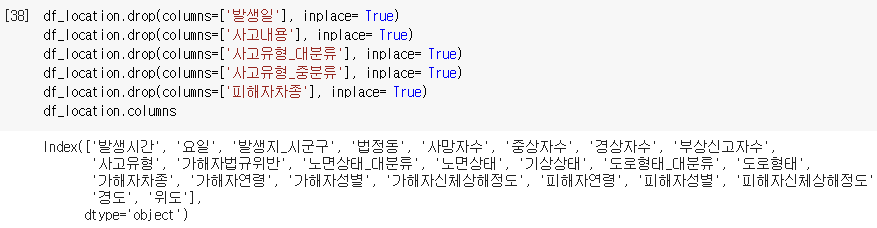 [38] df_location.drop(columns=['발생일'], inplace= True)
df_location.drop(columns=['사고내용'], inplace= True)
df_location.drop(columns=['사고유형_대분류'], inplace= True)
df_location.drop(columns=['사고유형_중분류'], inplace= True)
df_location.drop(columns=['피해자차종'], inplace= True)
df_location.columns
Index(['발생시간', '요일', '발생지_시군구', '법정동', '사망자수', '중상자수', '경상자수', '부상신고자수',
'사고유형', '가해자법규위반', '노면상태_대분류', '노면상태', '기상상태', '도로형태_대분류', '도로형태',
'가해자차종', '가해자연령', '가해자성별', '가해자신체상해정도', '피해자연령', '피해자성별', '피해자신체상해정도'
'경도', '위도'],
dtype='object')